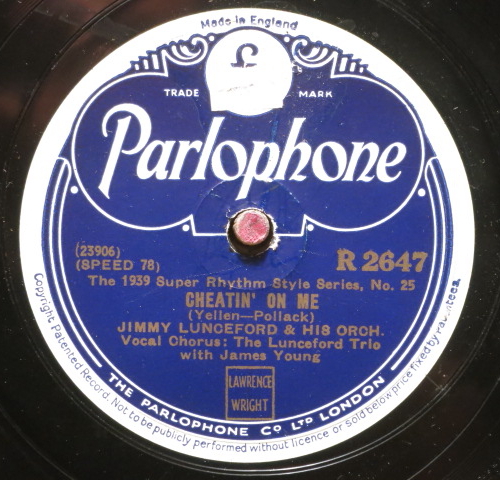 Made in England
£
TRADE MARK
Parlophone
(23906)
(SPEED 78)
R 2647
The 1939 Super Rhythm Style Series, No. 25
CHEATIN' ON ME
(Yellen—Pollack)
JIMMY LUNCEFORD & HIS ORCH.
Vocal Chorus: The Lunceford Trio
with James Young
LAWRENCE
WRIGHT
THE PARLOPHONE Co LTD LONDON
Copyright Patented Record. Not to be publicly performed without licence or sold below price fixed by